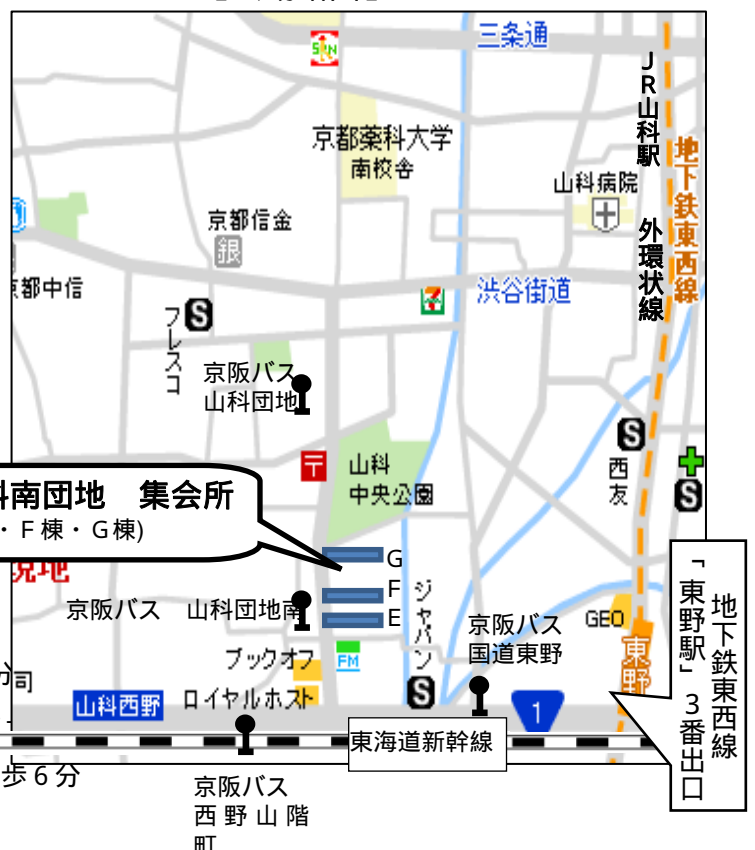 三条通
JR山科駅
地下鉄東西線
京都薬科大学
南校舎
山科病院
京都信金
銀
外環状線
都中信
渋谷街道
S
フレスコ
7
京阪バス
山科団地
S
西友
〒
山科
中央公園
S
南団地 集会所
・F棟・G棟)
現地
G
F
E
京阪バス 山科団地南
ジャパン
S
京阪バス
国道東野
GEO
東野
地下鉄東西線
「東野駅」3番出口
ブックオフ
FM
司
山科西野
ロイヤルホスト
1
東海道新幹線
歩6分
京阪バス
西野山階
町